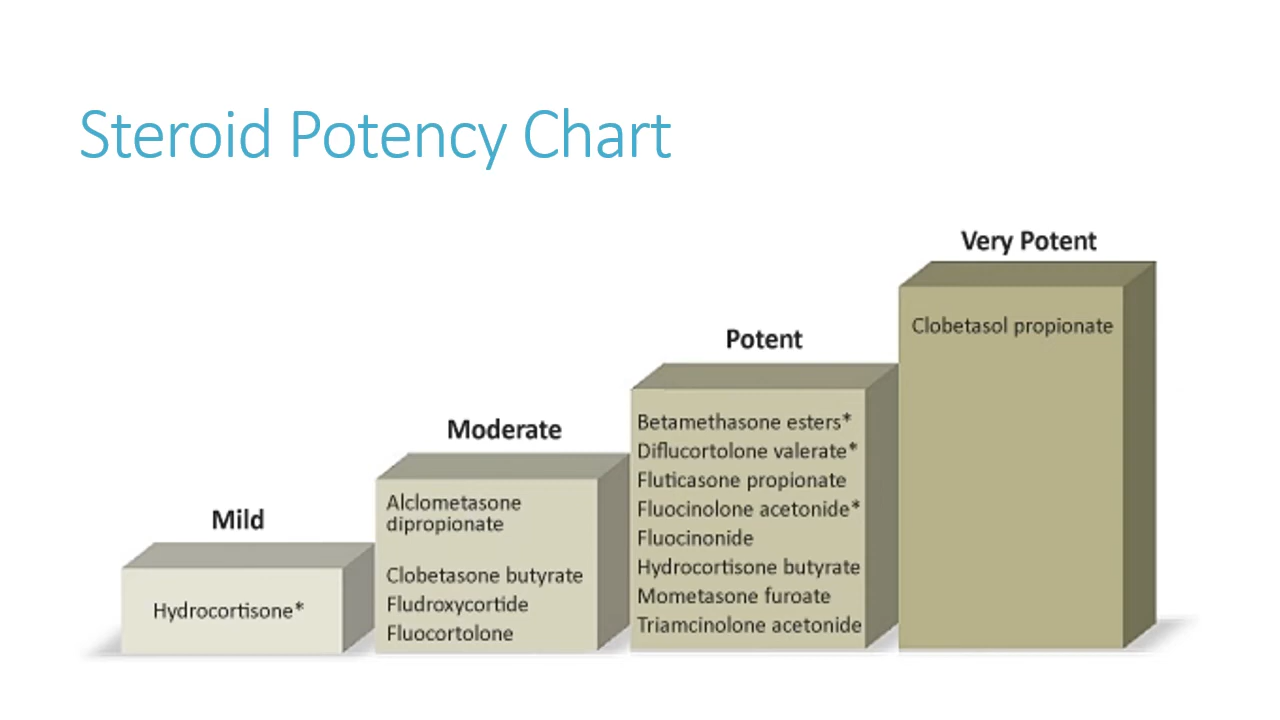 Steroid Potency Chart
Mild
Hydrocortisone*
Moderate
Alclometasone
dipropionate
Clobetasone butyrate
Fludroxycortide
Fluocortolone
Potent
Betamethasone esters*
Diflucortolone valerate*
Fluticasone propionate
Fluocinolone acetonide*
Fluocinonide
Hydrocortisone butyrate
Mometasone furoate
Triamcinolone acetonide
Very Potent
Clobetasol propionate